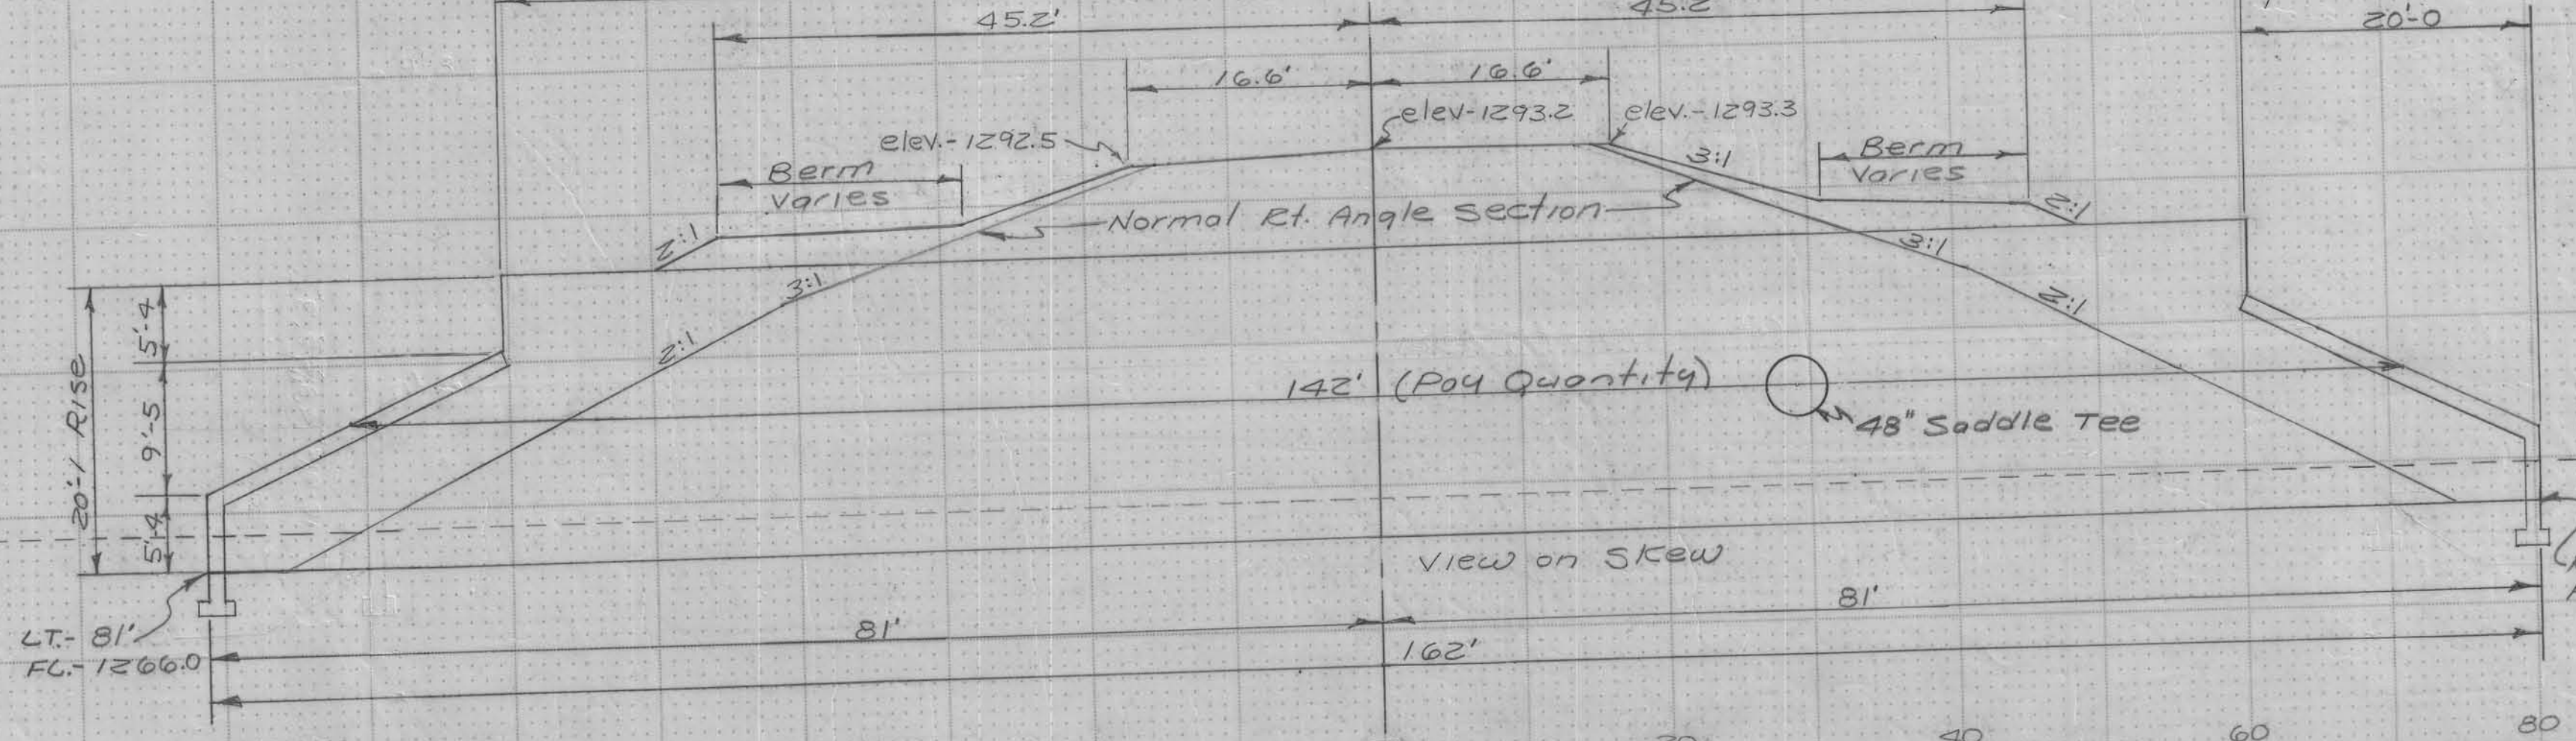 45.2'
45.2
20'-0
16.6'
16.6'
elev-1293.2
elev.-1293.3
elev.-1292.5
3:1
Berm
Varies
Berm
Varies
Normal Rt. Angle Section
2:1
2:1
3:1
3:1
2:1
2:1
5'-4
9'-5
5'-4
20'-1 Rise
142' (Pay Quantity)
48" Saddle Tee
View on Skew
LT.- 81'
FL.- 1266.0
81'
81'
162'
40
60
80